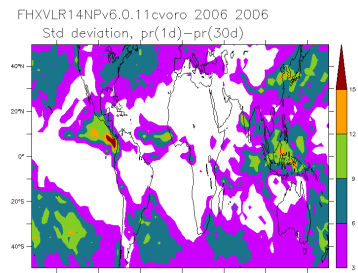 FHXVLR14NPv6.0.11cvoro 2006 2006
Std deviation, pr(1d)-pr(30d)
40°N
20°N
0°
20°S
40°S
15
12
9
6
3